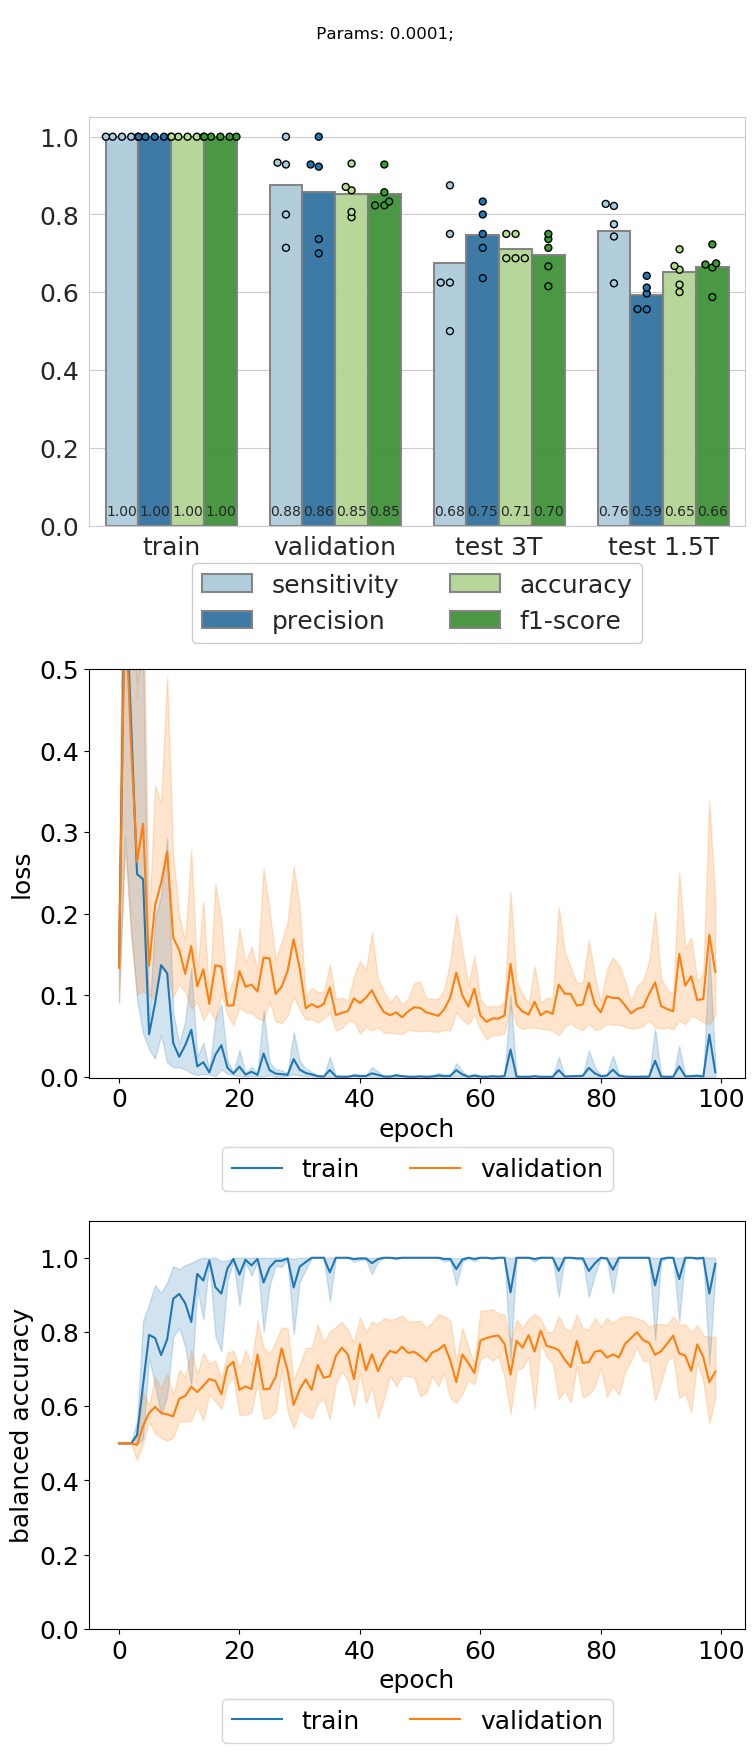 Params: 0.0001;
1.0
0.8
0.6
0.4
0.2
0.0
1.00 1.00 1.00 1.00 0.88 0.86 0.85 0.85 0.68 0.75 0.71 0.70 0.76 0.59 0.65 0.66
train validation test 3T test 1.5T
sensitivity accuracy
precision f1-score
0.5
0.4
0.3
0.2
0.1
0.0
loss
0 20 40 60 80 100
epoch
train validation
1.0
0.8
0.6
0.4
0.2
0.0
balanced accuracy
0 20 40 60 80 100
epoch
train validation